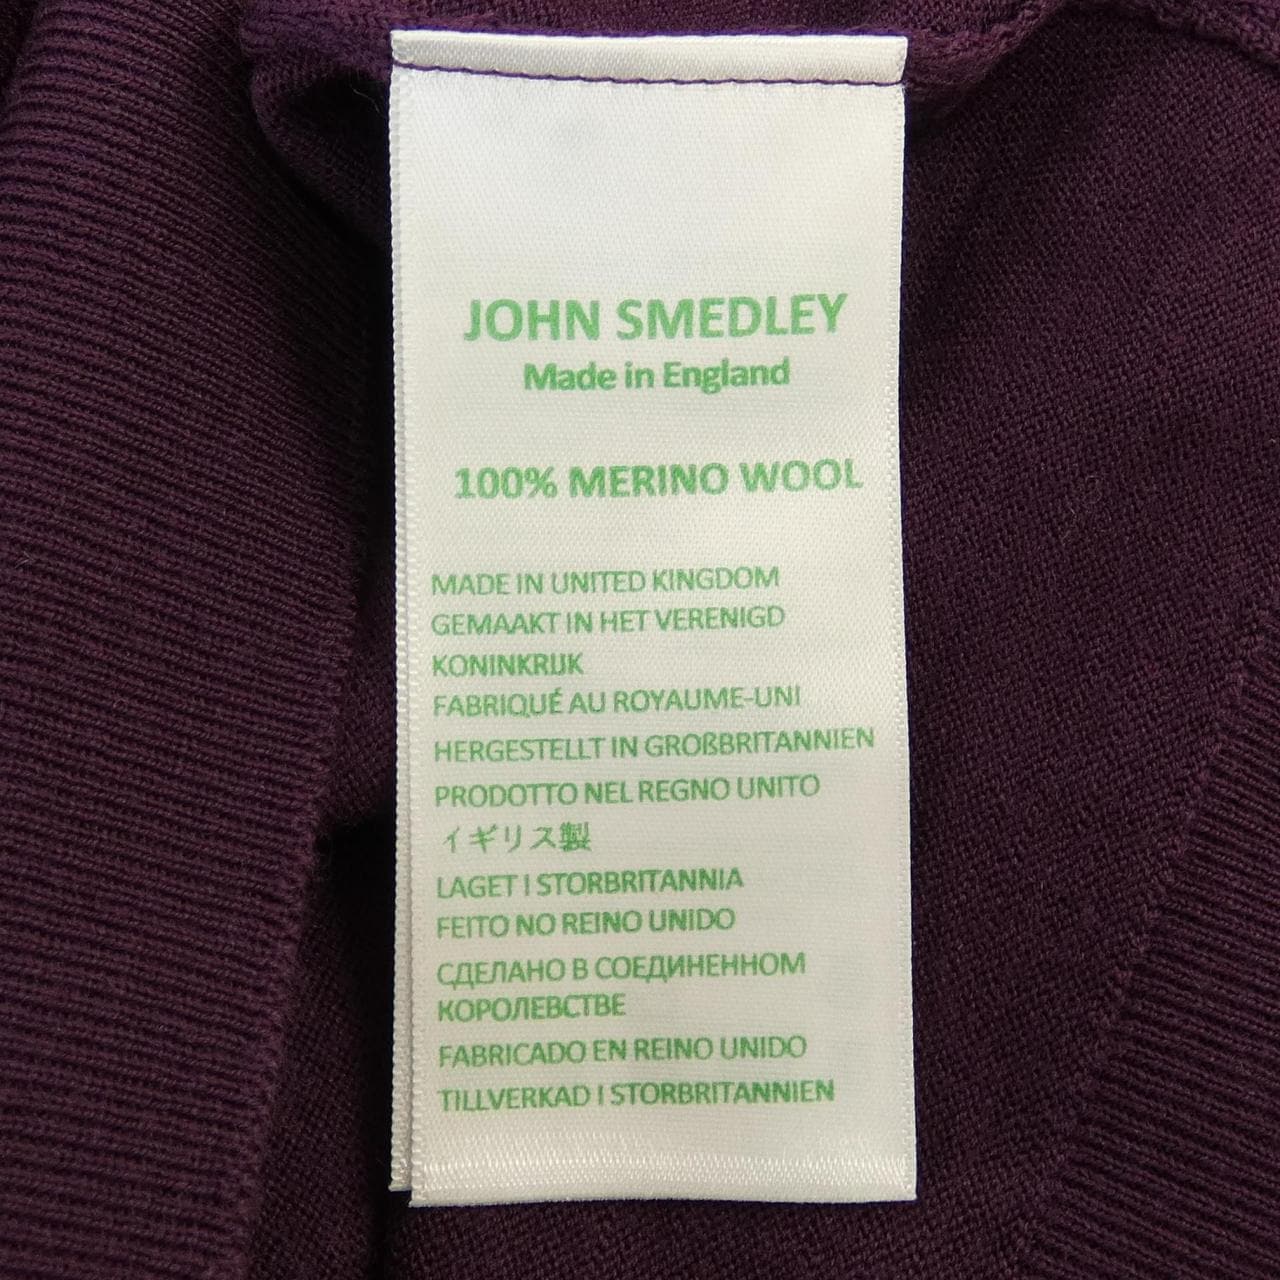 JOHN SMEDLEY
Made in England
100% MERINO WOOL
MADE IN UNITED KINGDOM
GEMAAKT IN HET VERENIGD
KONINKRIJK
FABRIQUÉ AU ROYAUME-UNI
HERGESTELLT IN GROßBRITANNIEN
PRODOTTO NEL REGNO UNITO
イギリス製
LAGET I STORBRITANNIA
FEITO NO REINO UNIDO
СДЕЛАНО В СОЕДИНЕННОМ
КОРОЛЕВСТВЕ
FABRICADO EN REINO UNIDO
TILLVERKAD I STORBRITANNIEN